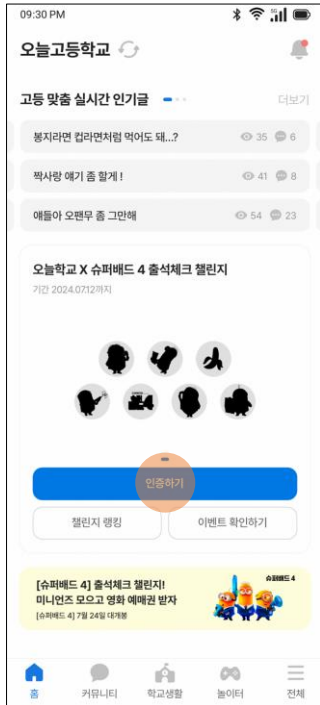 09:30 PM
오늘고등학교
고등 맞춤 실시간 인기글
더보기
봉지라면 컵라면처럼 먹어도 돼...? 35 6
짝사랑 얘기 좀 할게 ! 41 8
얘들아 오팬무 좀 그만해 54 23
오늘학교 X 슈퍼배드 4 출석체크 챌린지
기간 2024.07.12까지
인증하기
챌린지 랭킹
이벤트 확인하기
[슈퍼배드 4] 출석체크 챌린지!
미니언즈 모으고 영화 예매권 받자
[슈퍼배드 4] 7월 24일 대개봉
슈퍼배드 4
홈
커뮤니티
학교생활
놀이터
전체